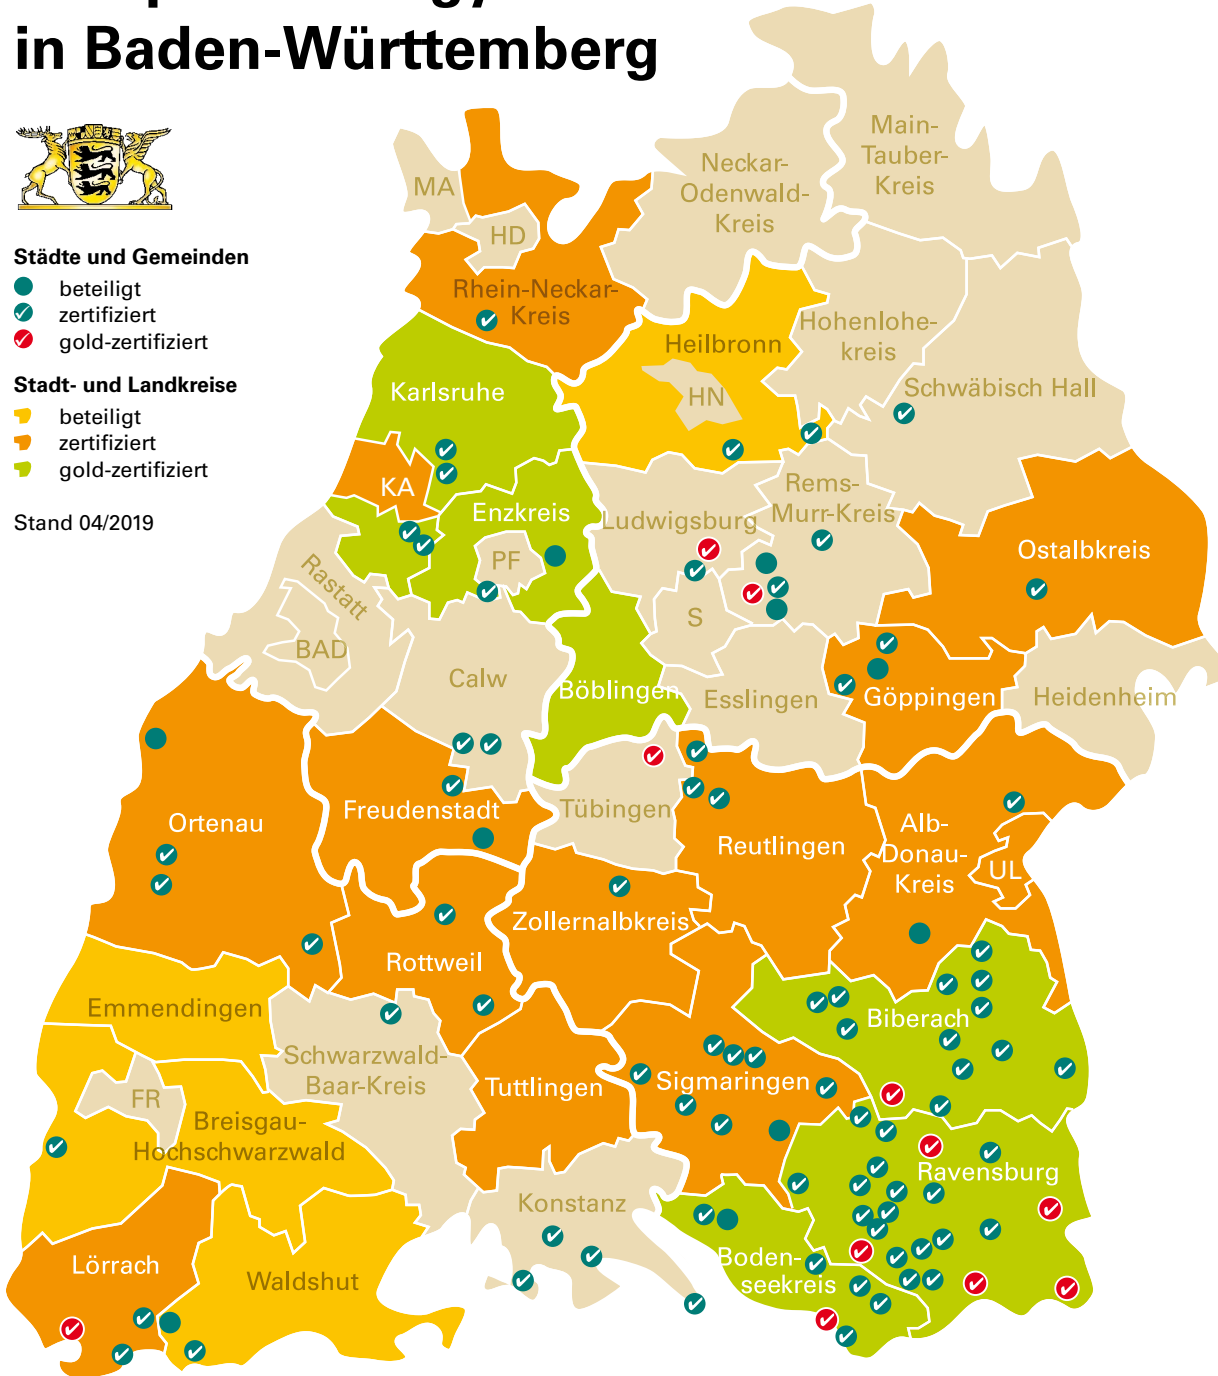 in Baden-Württemberg
Städte und Gemeinden
beteiligt
zertifiziert
gold-zertifiziert
Stadt- und Landkreise
beteiligt
zertifiziert
gold-zertifiziert
Stand 04/2019
Main-
Tauber-
Kreis
Neckar-
Odenwald-
Kreis
MA
HD
Rhein-Neckar-
Kreis
Hohenlohe-
kreis
Heilbronn
HN
Schwäbisch Hall
Karlsruhe
KA
Enzkreis
PF
Ludwigsburg
Rems-
Murr-Kreis
Ostalbkreis
Rastatt
BAD
S
Calw
Böblingen
Esslingen
Göppingen
Heidenheim
Ortenau
Freudenstadt
Tübingen
Reutlingen
Alb-
Donau-
Kreis
UL
Zollernalbkreis
Rottweil
Emmendingen
Biberach
Schwarzwald-
Baar-Kreis
Tuttlingen
Sigmaringen
FR
Breisgau-
Hochschwarzwald
Ravensburg
Konstanz
Boden-
seekreis
Lörrach
Waldshut